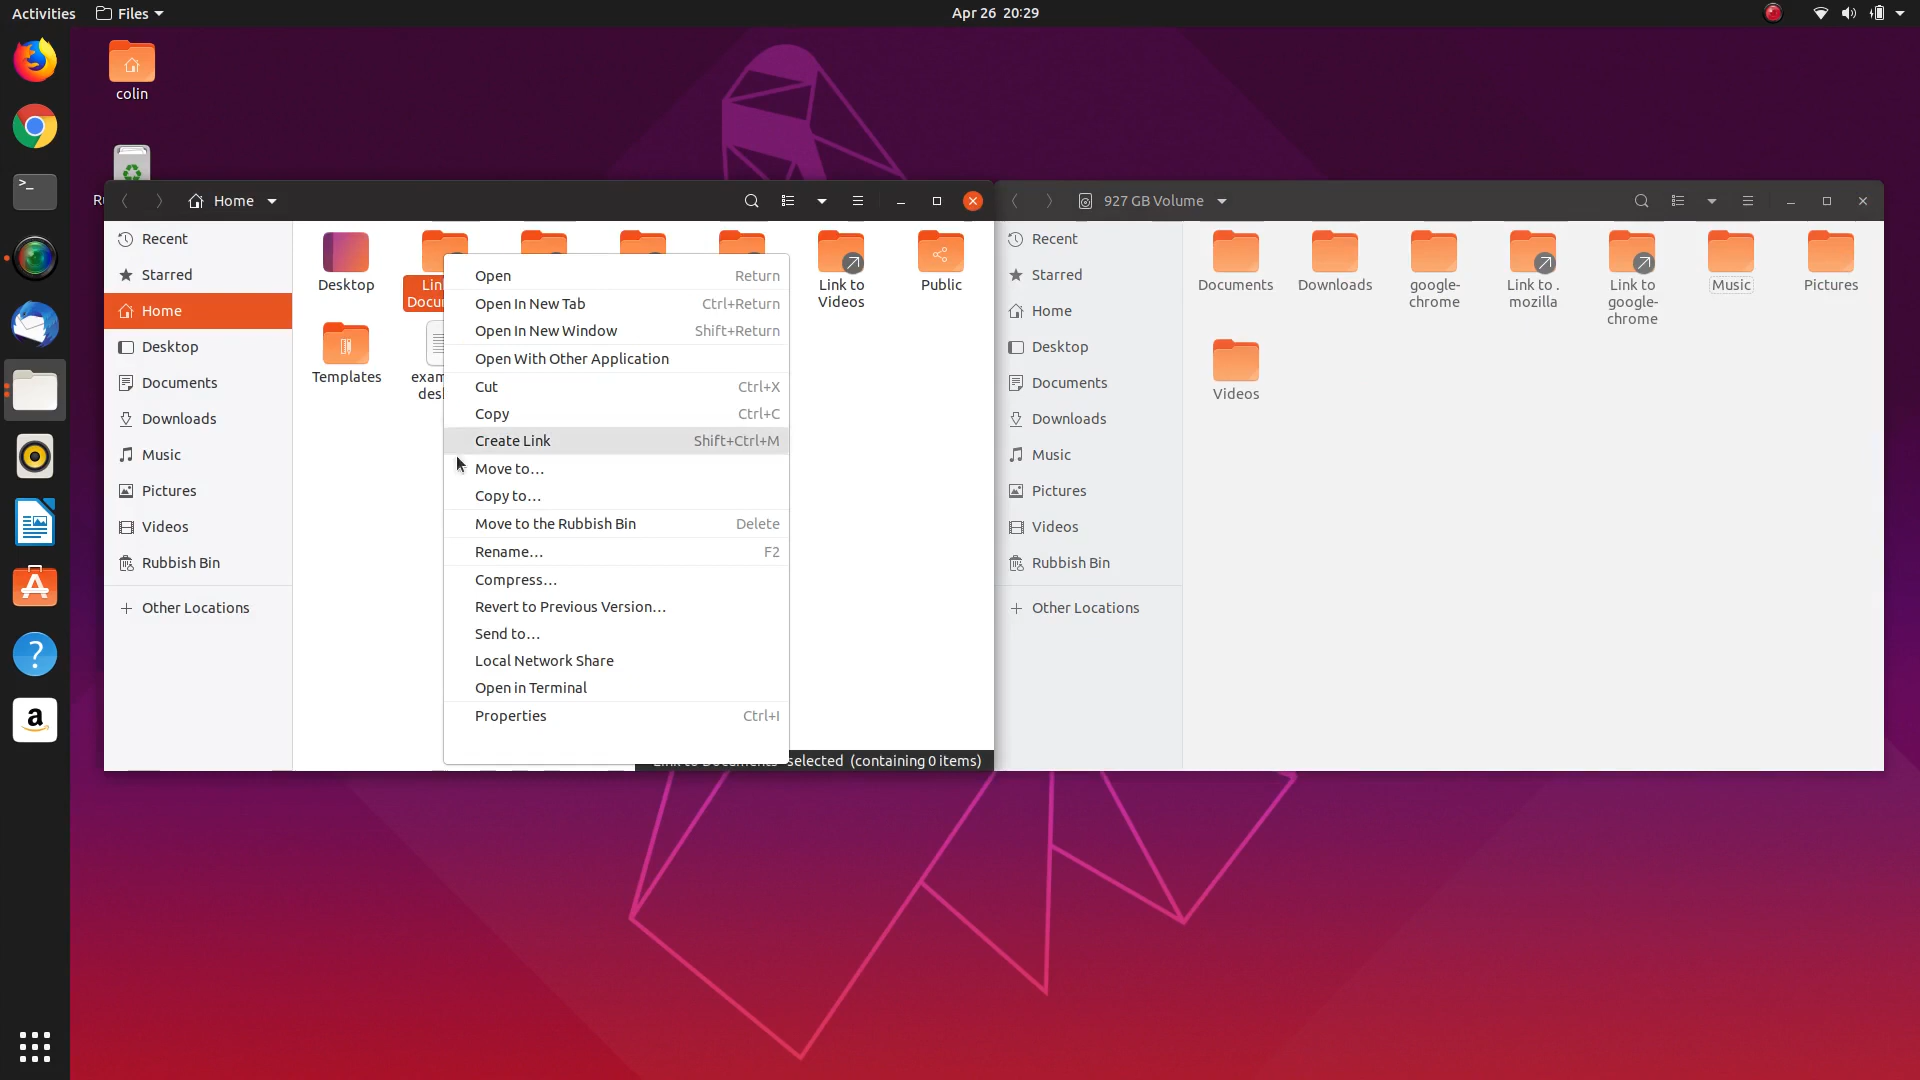 Activities
Files
Apr 26 20:29
colin
Home
Recent
Starred
Home
Desktop
Documents
Downloads
Music
Pictures
Videos
Rubbish Bin
Other Locations
Desktop
Link to
Videos
Public
Templates
Open Return
Open In New Tab Ctrl+Return
Open In New Window Shift+Return
Open With Other Application
Cut Ctrl+X
Copy Ctrl+C
Create Link Shift+Ctrl+M
Move to…
Copy to…
Move to the Rubbish Bin Delete
Rename… F2
Compress…
Revert to Previous Version…
Send to…
Local Network Share
Open in Terminal
Properties Ctrl+I
selected (containing 0 items)
927 GB Volume
Recent
Starred
Home
Desktop
Documents
Downloads
Music
Pictures
Videos
Rubbish Bin
Other Locations
Documents
Downloads
google-
chrome
Link to .
mozilla
Link to
google-
chrome
Music
Pictures
Videos